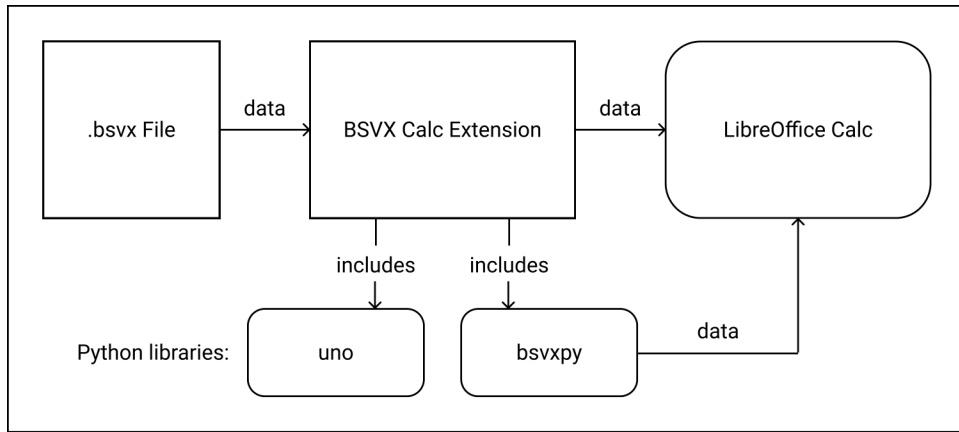 .bsvx File
data
BSVX Calc Extension
data
LibreOffice Calc
includes
includes
Python libraries:
uno
bsvxpy
data